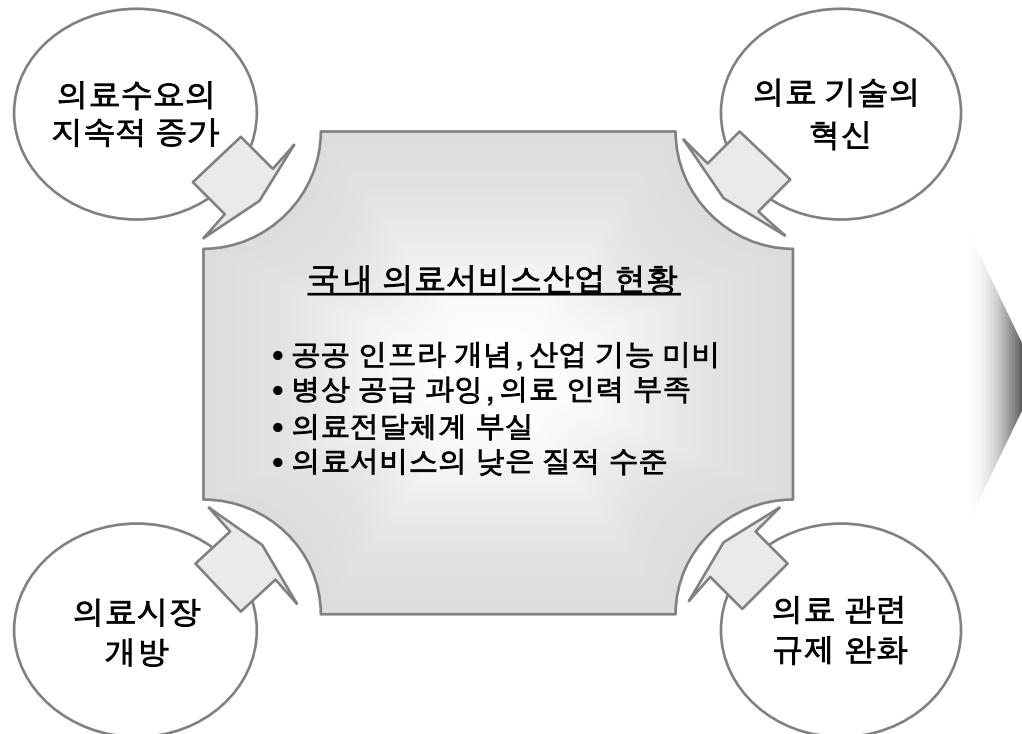 의료수요의
지속적 증가
의료 기술의
혁신
국내 의료서비스산업 현황
• 공공 인프라 개념, 산업 기능 미비
• 병상 공급 과잉, 의료 인력 부족
• 의료전달체계 부실
• 의료서비스의 낮은 질적 수준
의료시장
개방
의료 관련
규제 완화